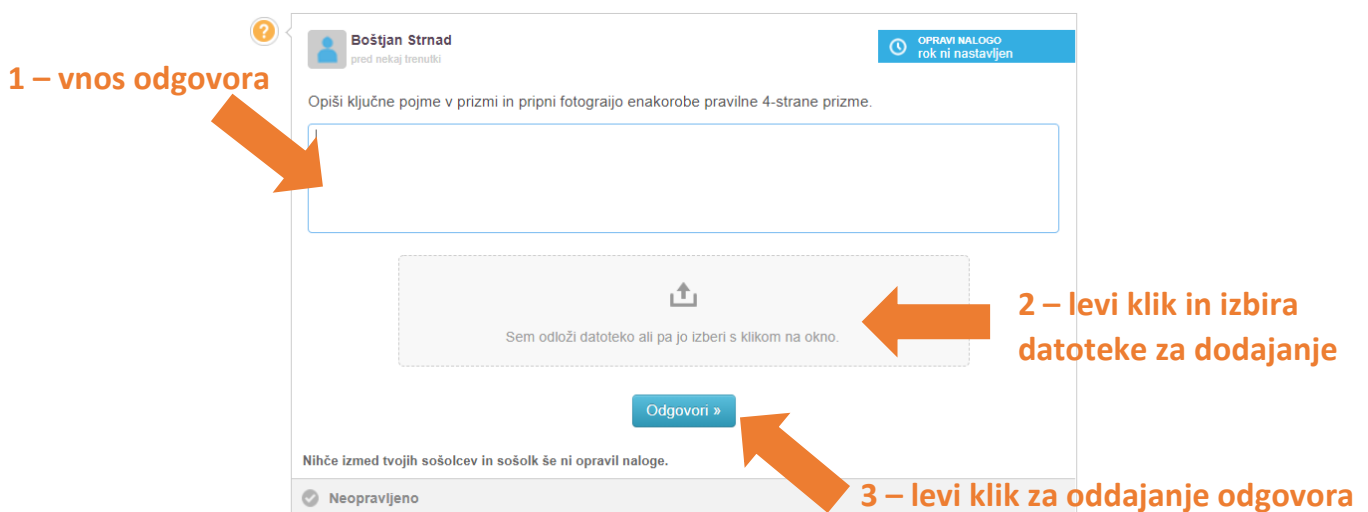 ?
Boštjan Strnad
pred nekaj trenutki
OPRAVI NALOGO
rok ni nastavljen
1 – vnos odgovora
Opiši ključne pojme v prizmi in pripni fotograijo enakorobe pravilne 4-strane prizme.
2 – levi klik in izbira
datoteke za dodajanje
Sem odloži datoteko ali pa jo izberi s klikom na okno.
Odgovori »
Nihče izmed tvojih sošolcev in sošolk še ni opravil naloge.
3 – levi klik za oddajanje odgovora
Neopravljeno